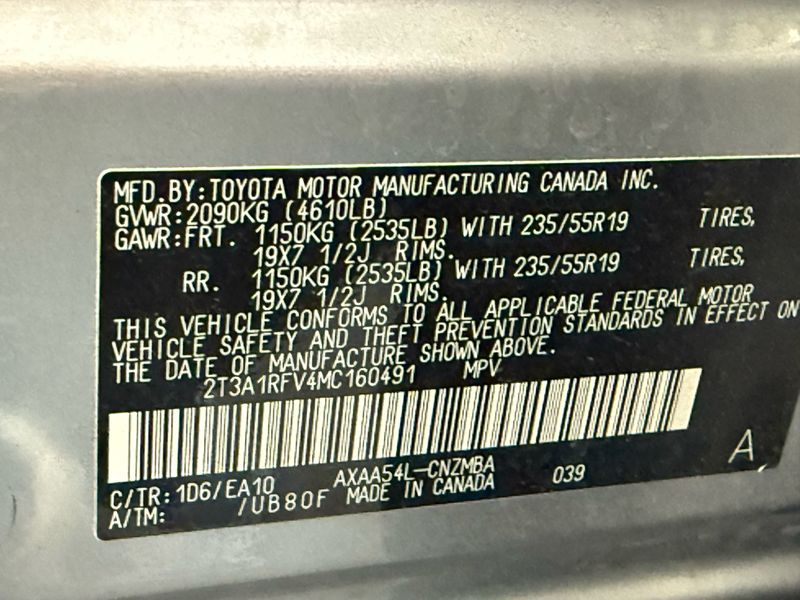 MFD.BY:TOYOTA MOTOR MANUFACTURING CANADA INC.
GVWR:2090KG (4610LB)
GAWR:FRT. 1150KG (2535LB) WITH 235/55R19 TIRES,
19X7 1/2J RIMS.
RR. 1150KG (2535LB) WITH 235/55R19 TIRES,
19X7 1/2J RIMS.
THIS VEHICLE CONFORMS TO ALL APPLICABLE FEDERAL MOTOR
VEHICLE SAFETY AND THEFT PREVENTION STANDARDS IN EFFECT ON
THE DATE OF MANUFACTURE SHOWN ABOVE.
2T3A1RFV4MC160491 MPV
C/TR:1D6/EA10 AXAA54L-CNZMBA 039 A
A/TM: /UB80F MADE IN CANADA